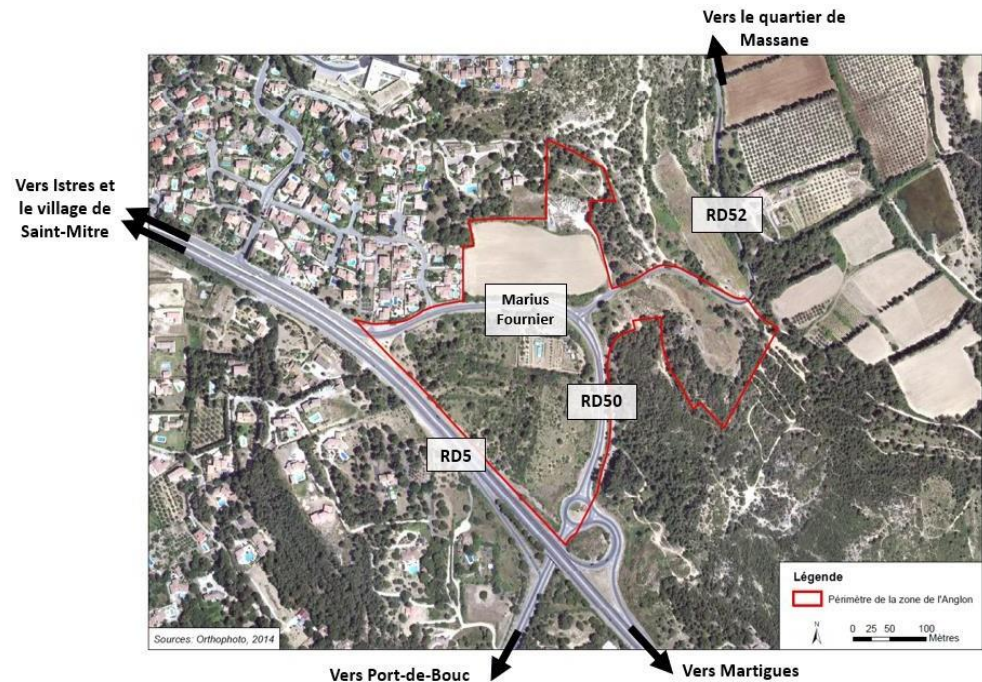 Vers le quartier de
Massane
Vers Istres et
le village de
Saint-Mitre
RD52
Marius
Fournier
RD50
RD5
Légende
Périmètre de la zone de l'Anglon
N
0 25 50 100
Mètres
Sources: Orthophoto, 2014
Vers Port-de-Bouc
Vers Martigues